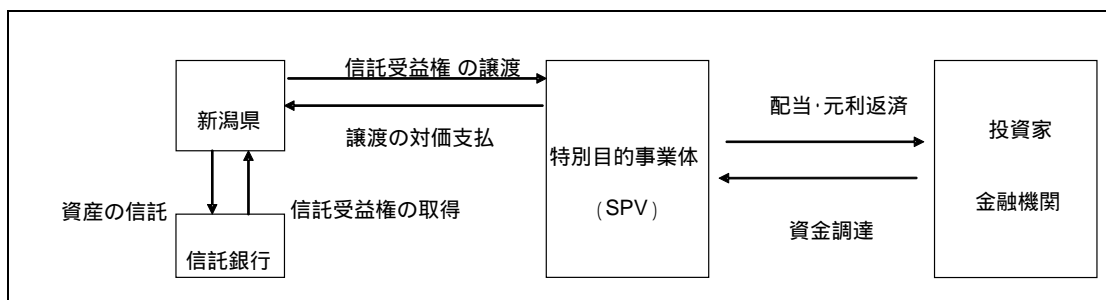 信託受益権 の譲渡
新潟県
譲渡の対価支払
資産の信託
信託受益権の取得
信託銀行
特別目的事業体
(SPV)
配当·元利返済
資金調達
投資家
金融機関